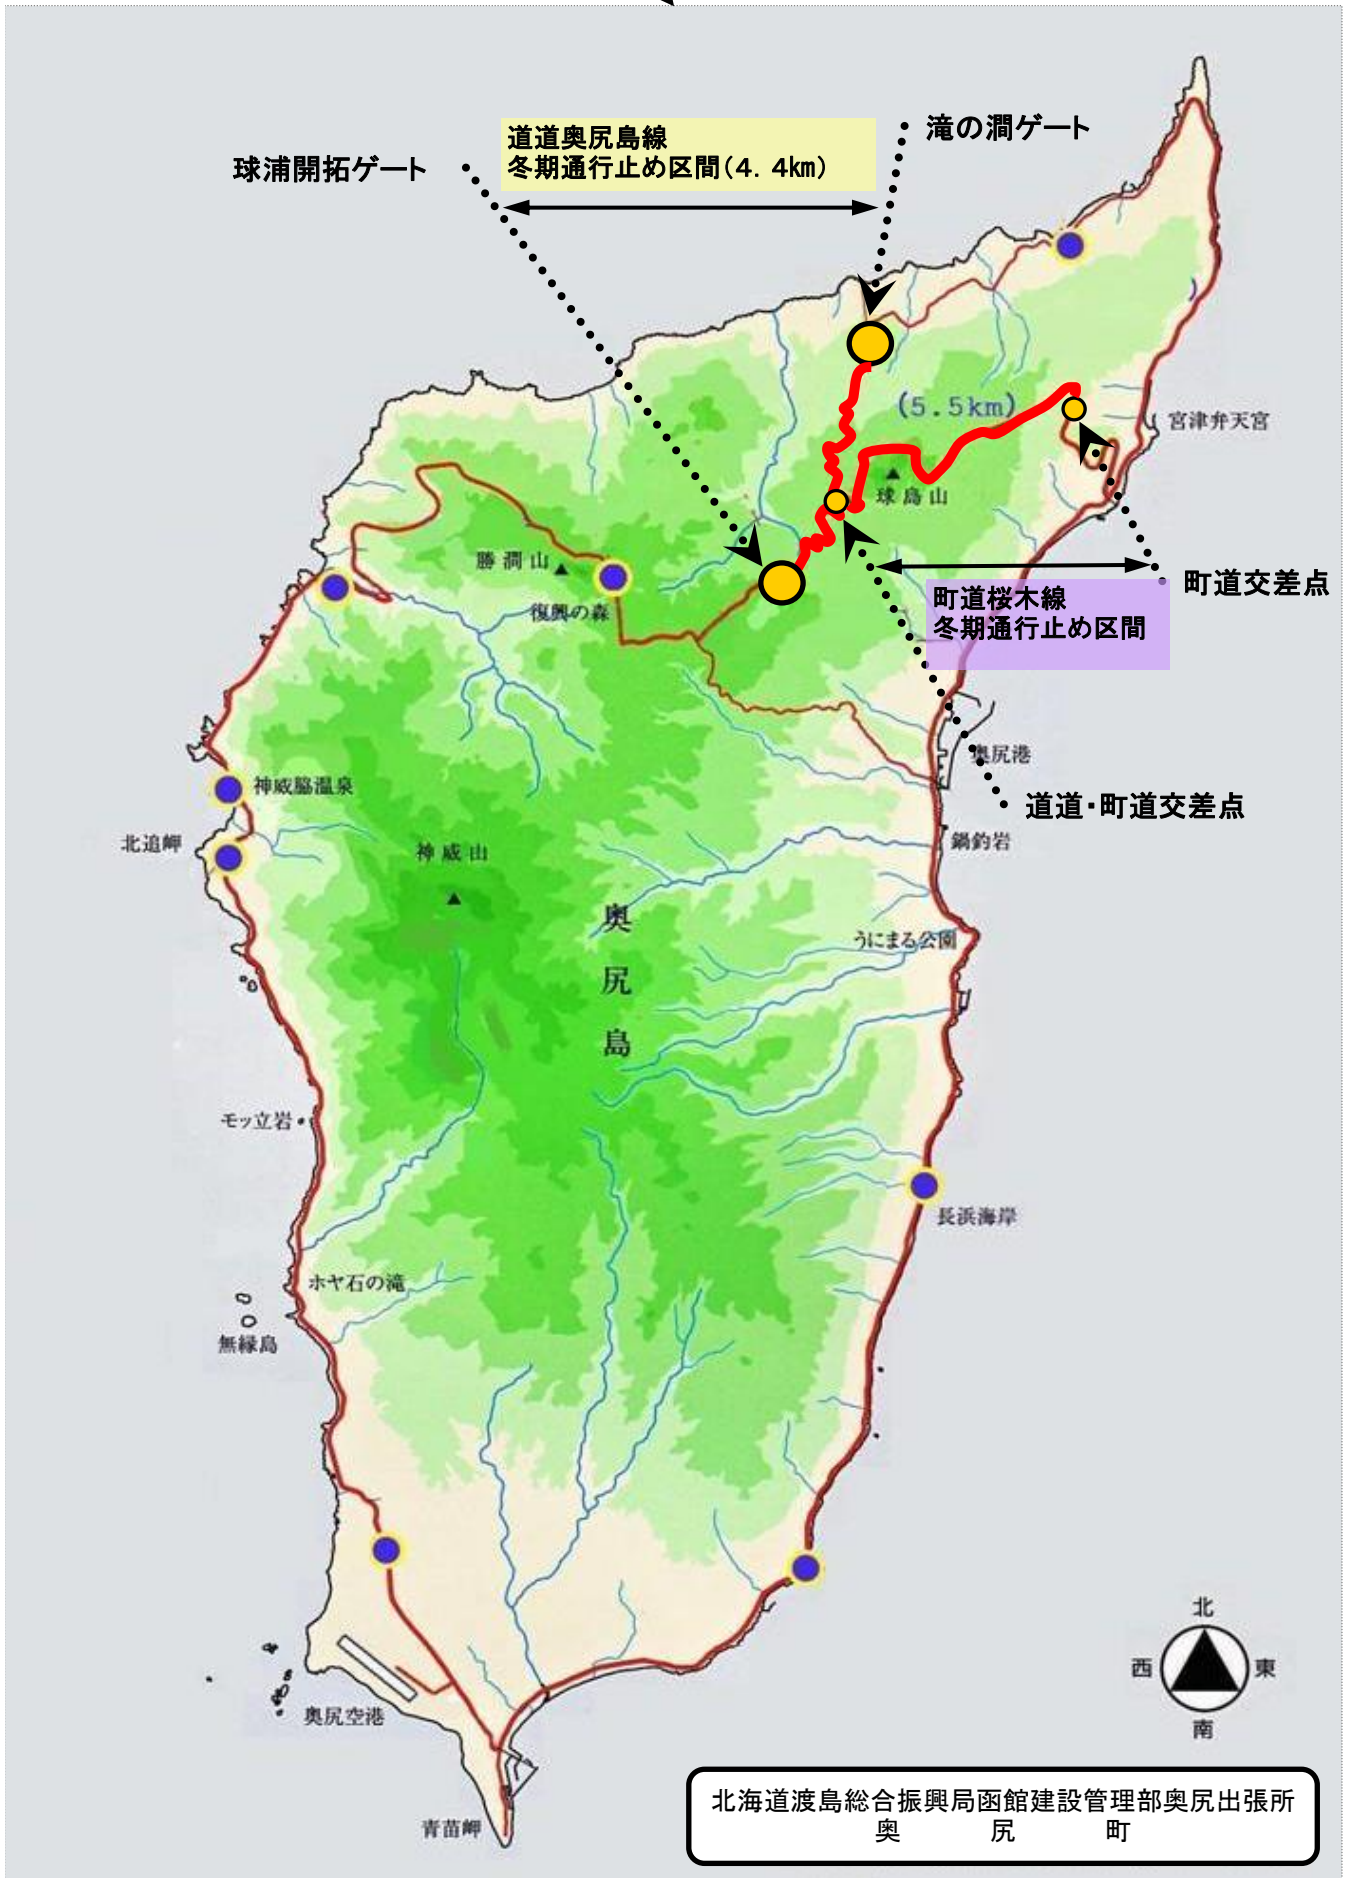 滝の澗ゲート
道道奥尻島線
冬期通行止め区間(4.4㎞)
球浦開拓ゲート
(5.5km)
宮津弁天宮
球島山
勝澗山
復興の森
町道交差点
町道桜木線
冬期通行止め区間
奥尻港
道道・町道交差点
神威脇温泉
北追岬
鍋釣岩
神威山
奥尻島
うにまる公園
モッ立岩
長浜海岸
ホヤ石の滝
無縁島
奥尻空港
青苗岬
北
西
東
南
北海道渡島総合振興局函館建設管理部奥尻出張所
奥尻町